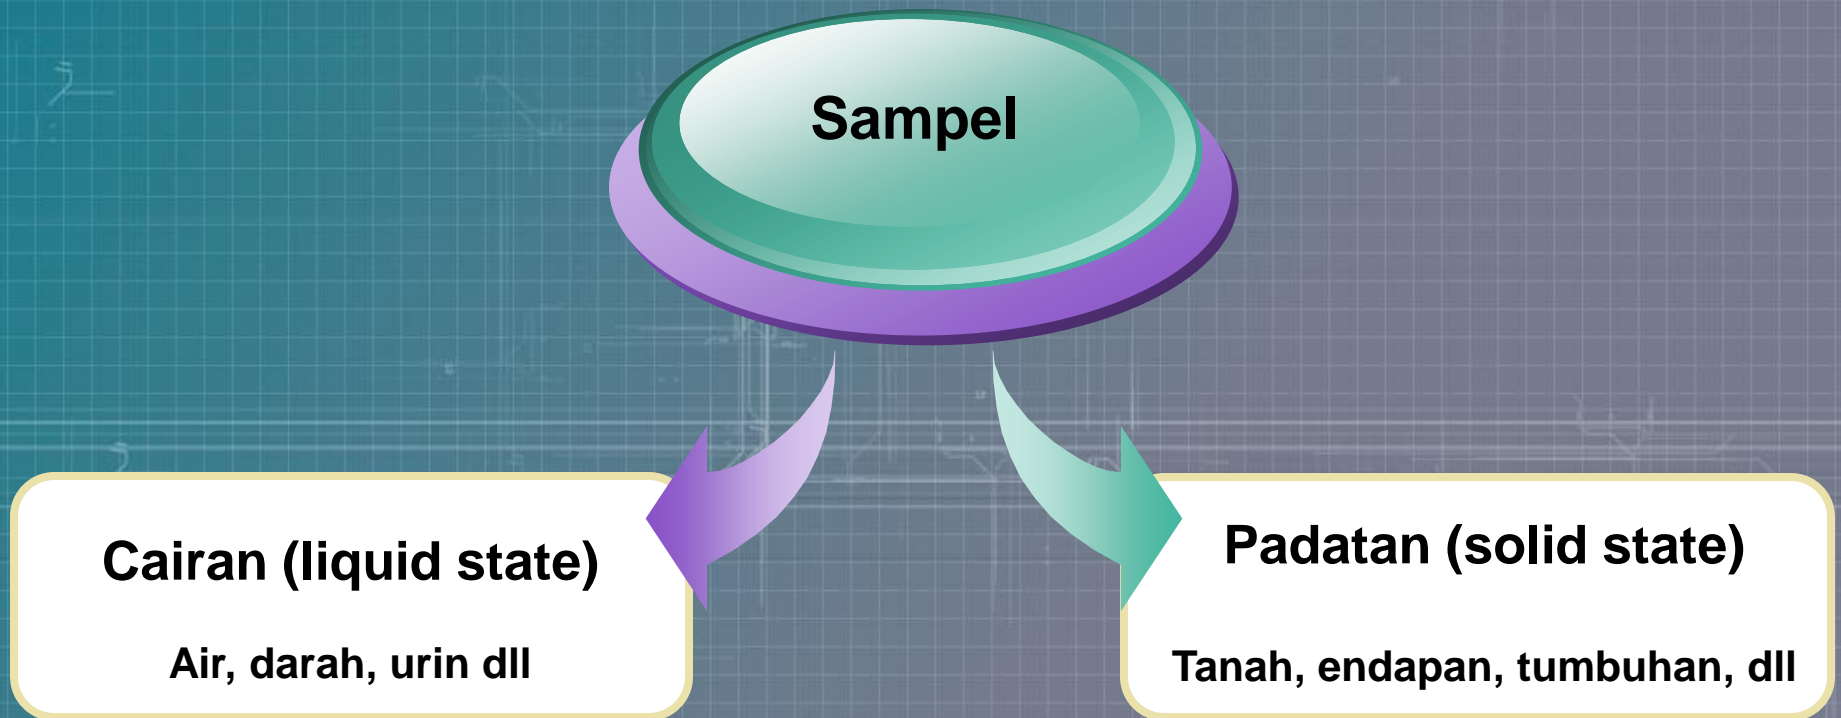 Sampel
Cairan (liquid state)
Air, darah, urin dll
Padatan (solid state)
Tanah, endapan, tumbuhan, dll